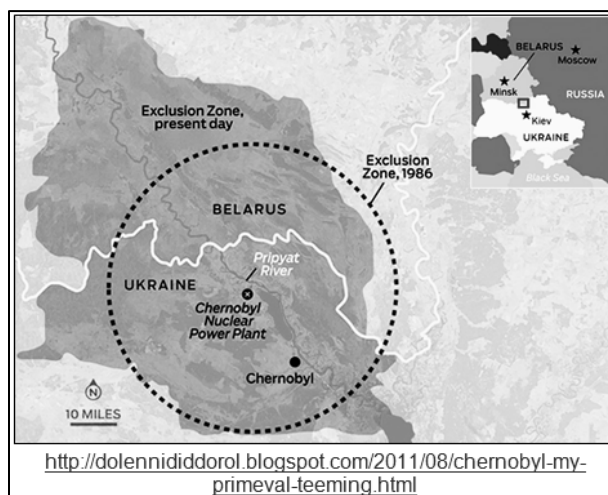 Exclusion Zone,
present day
Exclusion
Zone, 1986
BELARUS
Pripyat
River
UKRAINE
Chernobyl
Nuclear
Power Plant
Chernobyl
N
10 MILES
BELARUS
Moscow
Minsk
RUSSIA
Kiev
UKRAINE
Black Sea
http://dolennididdorol.blogspot.com/2011/08/chernobyl-my-
primeval-teeming.html